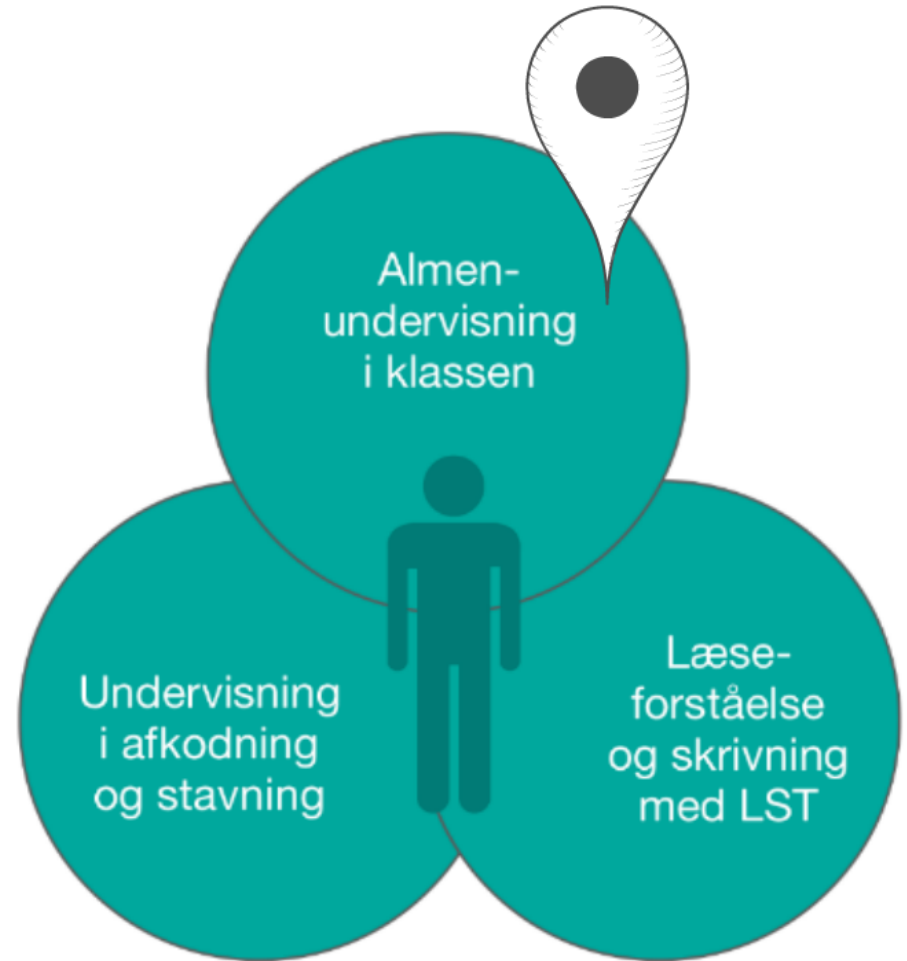 Almen-
undervisning
i klassen
Undervisning
i afkodning
og stavning
Læse-
forståelse
og skrivning
med LST